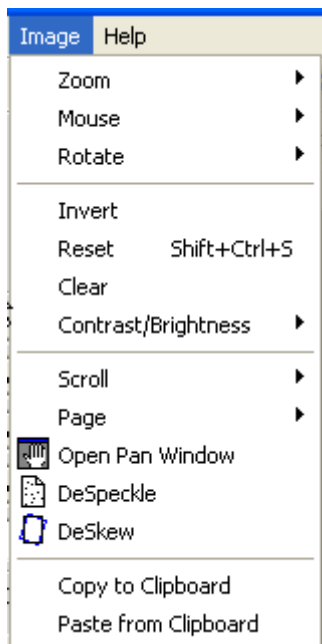 Image Help
Zoom
Mouse
Rotate
Invert
Reset Shift+Ctrl+S
Clear
Contrast/Brightness
Scroll
Page
Open Pan Window
DeSpeckle
DeSkew
Copy to Clipboard
Paste from Clipboard